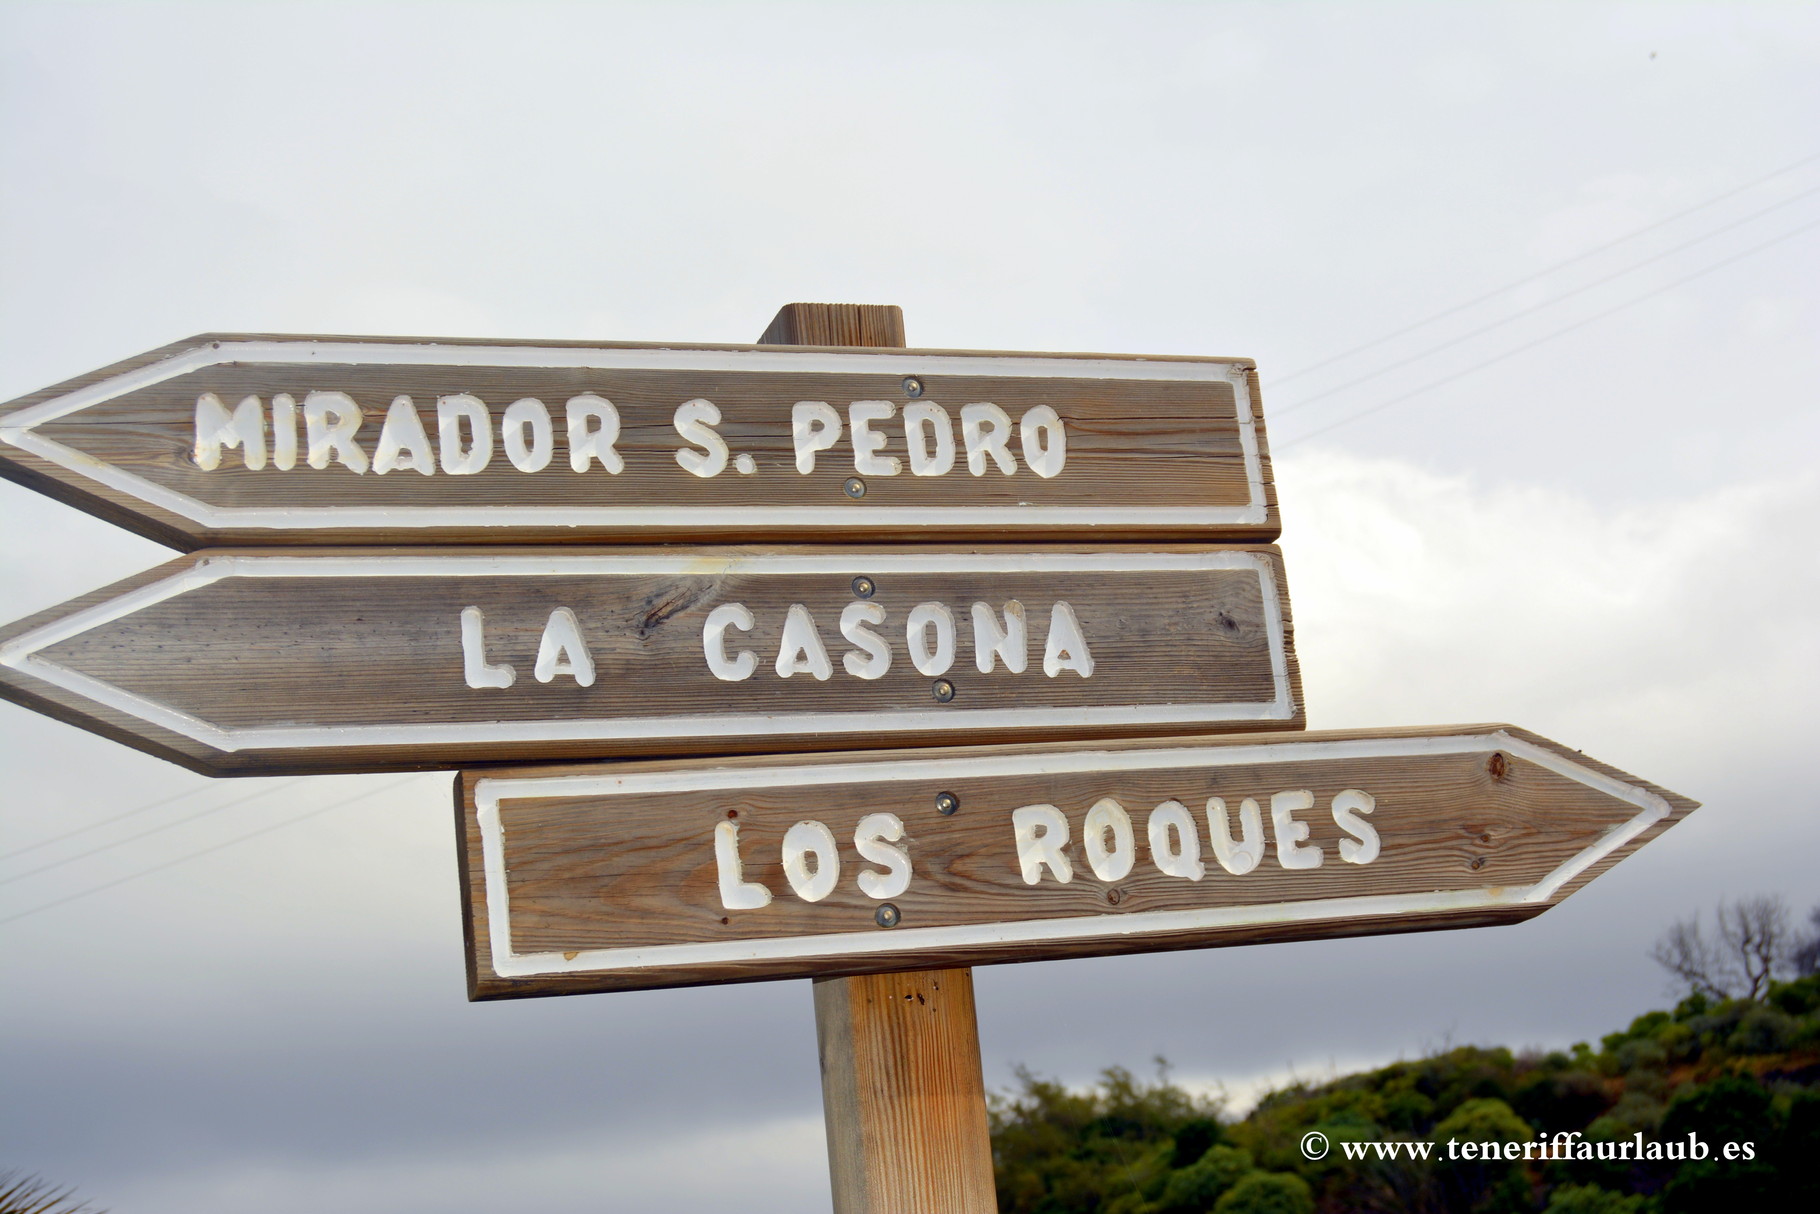 MIRADOR S. PEDRO
LA CASONA
LOS ROQUES
© www.teneriffaurlaub.es